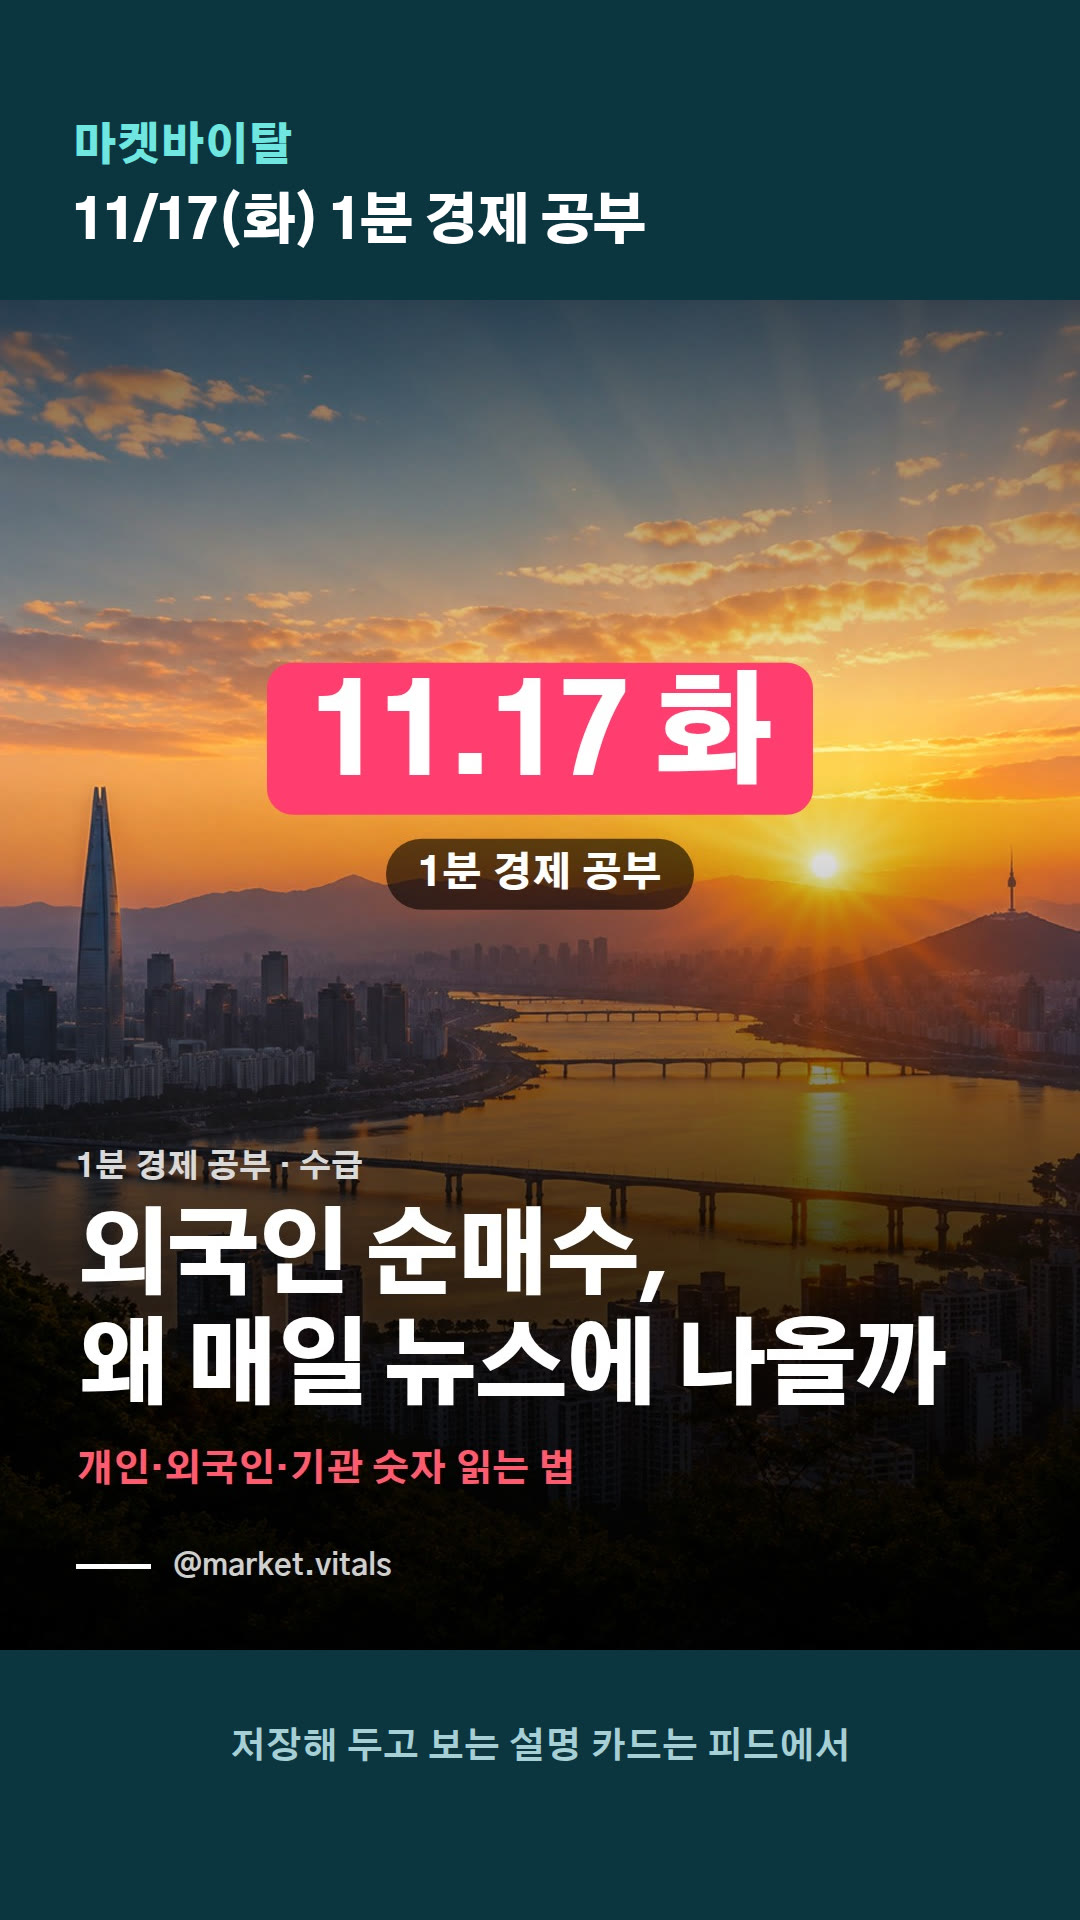 마켓바이탈
11/17(화) 1분 경제 공부
11.17 화
1분 경제 공부
1분 경제 공부 · 수급
외국인 순매수,
왜 매일 뉴스에 나올까
개인·외국인·기관 숫자 읽는 법
@market.vitals
저장해 두고 보는 설명 카드는 피드에서